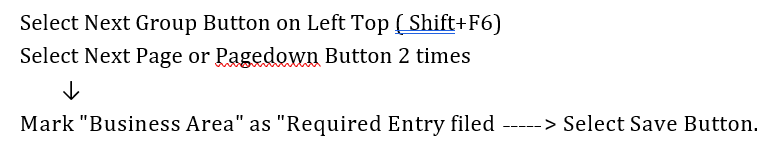 Select Next Group Button on Left Top ( Shift+F6)
Select Next Page or Pagedown Button 2 times
↓
Mark "Business Area" as "Required Entry filed -----> Select Save Button.